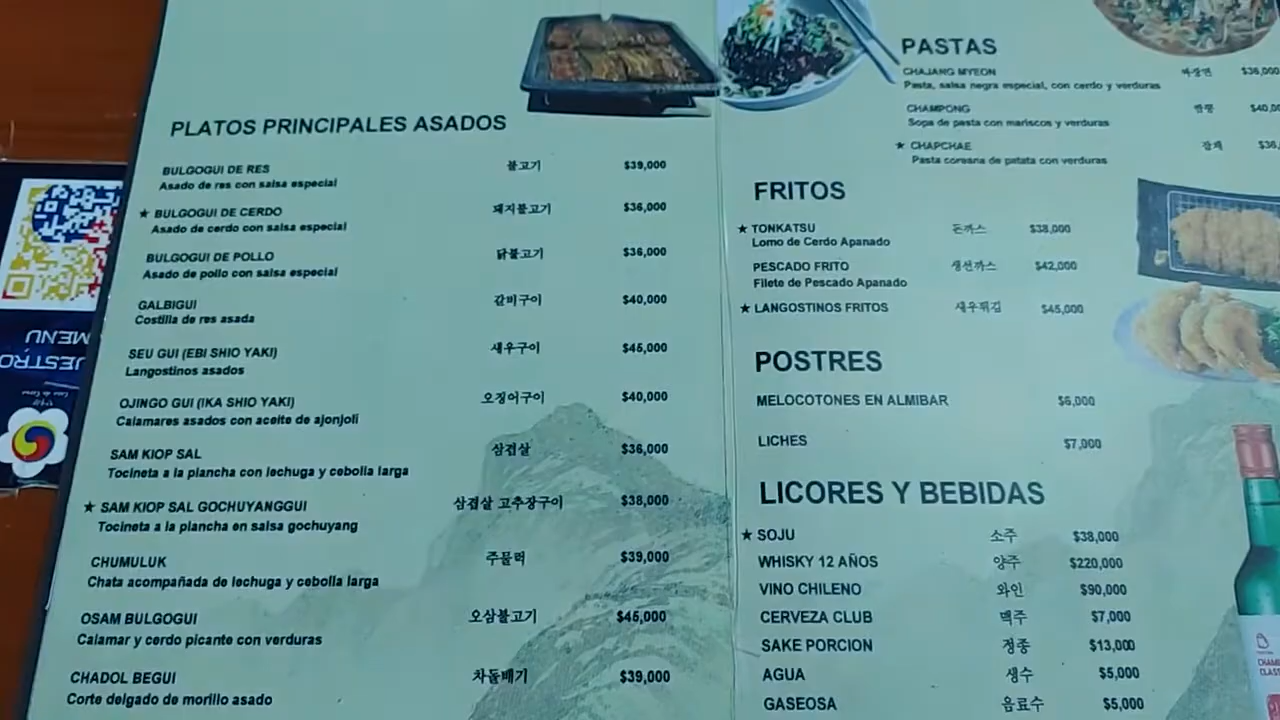 PLATOS PRINCIPALES ASADOS
BULGOGUI DE RES 불고기 $39,000
Asado de res con salsa especial
★ BULGOGUI DE CERDO 돼지불고기 $36,000
Asado de cerdo con salsa especial
BULGOGUI DE POLLO 닭불고기 $36,000
Asado de pollo con salsa especial
GALBIGUI 갈비구이 $40,000
Costilla de res asada
SEU GUI (EBI SHIO YAKI) 새우구이 $45,000
Langostinos asados
OJINGO GUI (IKA SHIO YAKI) 오징어구이 $40,000
Calamares asados con aceite de ajonjolí
SAM KIOP SAL 삼겹살 $36,000
Tocineta a la plancha con lechuga y cebolla larga
★ SAM KIOP SAL GOCHUYANGGUI 삼겹살 고추장구이 $38,000
Tocineta a la plancha en salsa gochuyang
CHUMULUK 주물럭 $39,000
Chata acompañada de lechuga y cebolla larga
OSAM BULGOGUI 오삼불고기 $45,000
Calamar y cerdo picante con verduras
CHADOL BEGUI 차돌배기 $39,000
Corte delgado de morillo asado
PASTAS
CHAJANG MYEON 짜장면 $36,000
Pasta, salsa negra especial, con cerdo y verduras
CHAMPONG 짬뽕
Sopa de pasta con mariscos y verduras
★ CHAPCHAE 잡채
Pasta coreana de patata con verduras
FRITOS
★ TONKATSU 돈까스 $38,000
Lomo de Cerdo Apanado
PESCADO FRITO 생선까스 $42,000
Filete de Pescado Apanado
★ LANGOSTINOS FRITOS 새우튀김 $45,000
POSTRES
MELOCOTONES EN ALMIBAR $6,000
LICHES $7,000
LICORES Y BEBIDAS
★ SOJU 소주 $38,000
WHISKY 12 AÑOS 양주 $220,000
VINO CHILENO 와인 $90,000
CERVEZA CLUB 맥주 $7,000
SAKE PORCION 정종 $13,000
AGUA 생수 $5,000
GASEOSA 음료수 $5,000
MENU